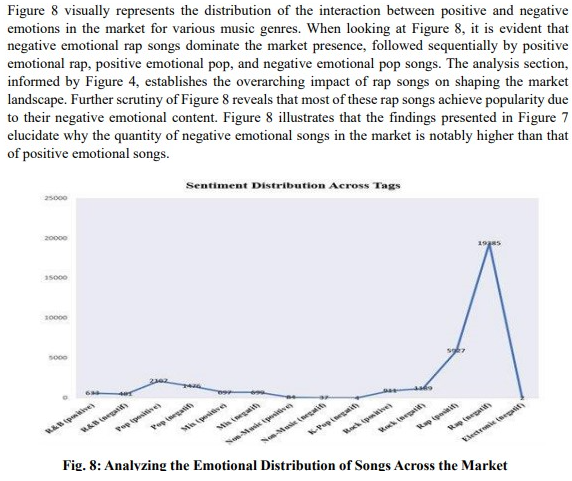 Figure 8 visually represents the distribution of the interaction between positive and negative
emotions in the market for various music genres. When looking at Figure 8, it is evident that
negative emotional rap songs dominate the market presence, followed sequentially by positive
emotional rap, positive emotional pop, and negative emotional pop songs. The analysis section,
informed by Figure 4, establishes the overarching impact of rap songs on shaping the market
landscape. Further scrutiny of Figure 8 reveals that most of these rap songs achieve popularity due
to their negative emotional content. Figure 8 illustrates that the findings presented in Figure 7
elucidate why the quantity of negative emotional songs in the market is notably higher than that
of positive emotional songs.
Sentiment Distribution Across Tags
25000
20000
15000
10000
5000
0
633
481
2102
1476
697
699
84
37
4
911
1189
5927
19385
2
R&B (positive)
R&B (negatif)
Pop (positive)
Pop (negatif)
Mix (positive)
Mix (negatif)
Non-Music (positive)
Non-Music (negatif)
K-Pop (negatif)
Rock (positive)
Rock (negatif)
Rap (positif)
Rap (negatif)
Electronic (negatif)
Fig. 8: Analyzing the Emotional Distribution of Songs Across the Market